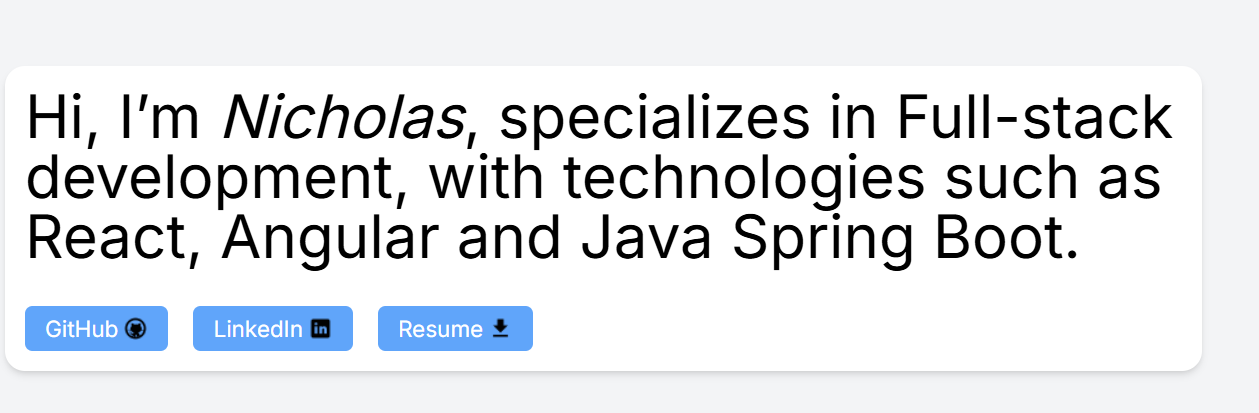 Hi, I’m Nicholas, specializes in Full-stack
development, with technologies such as
React, Angular and Java Spring Boot.
GitHub LinkedIn Resume